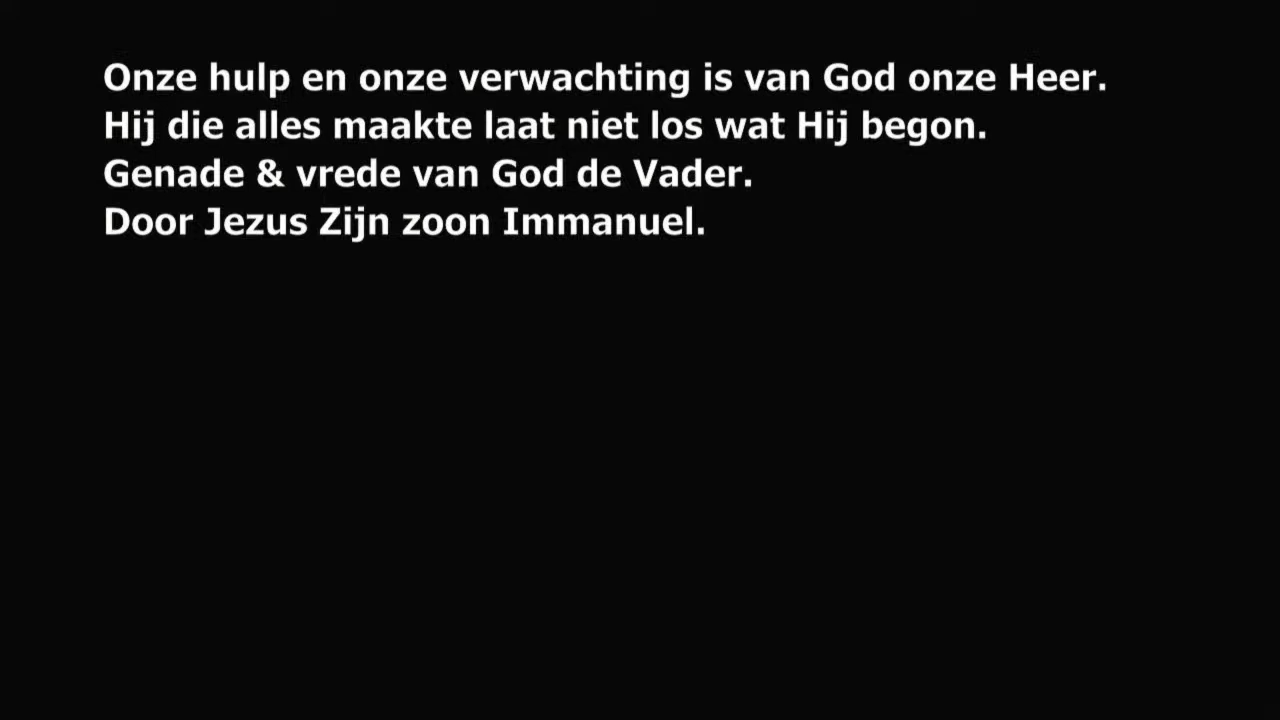 Onze hulp en onze verwachting is van God onze Heer.
Hij die alles maakte laat niet los wat Hij begon.
Genade & vrede van God de Vader.
Door Jezus Zijn zoon Immanuel.